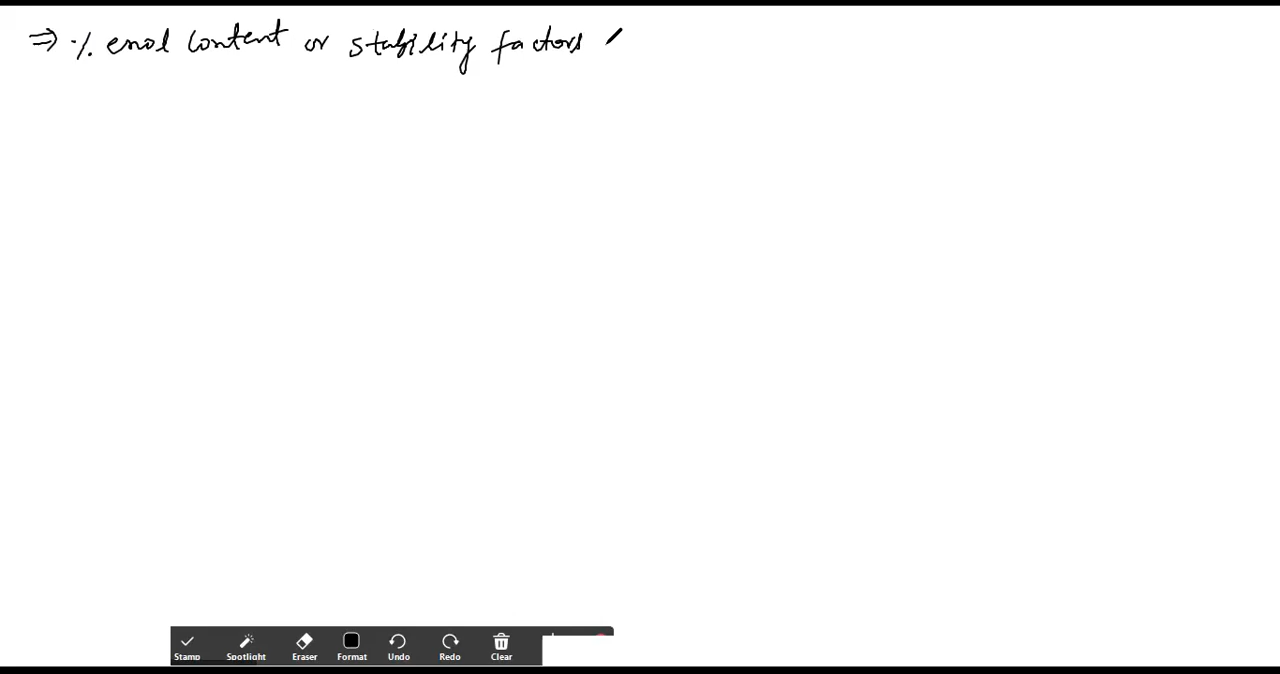 ⇒ % enol content or stability factors
Stamp Spotlight Eraser Format Undo Redo Clear